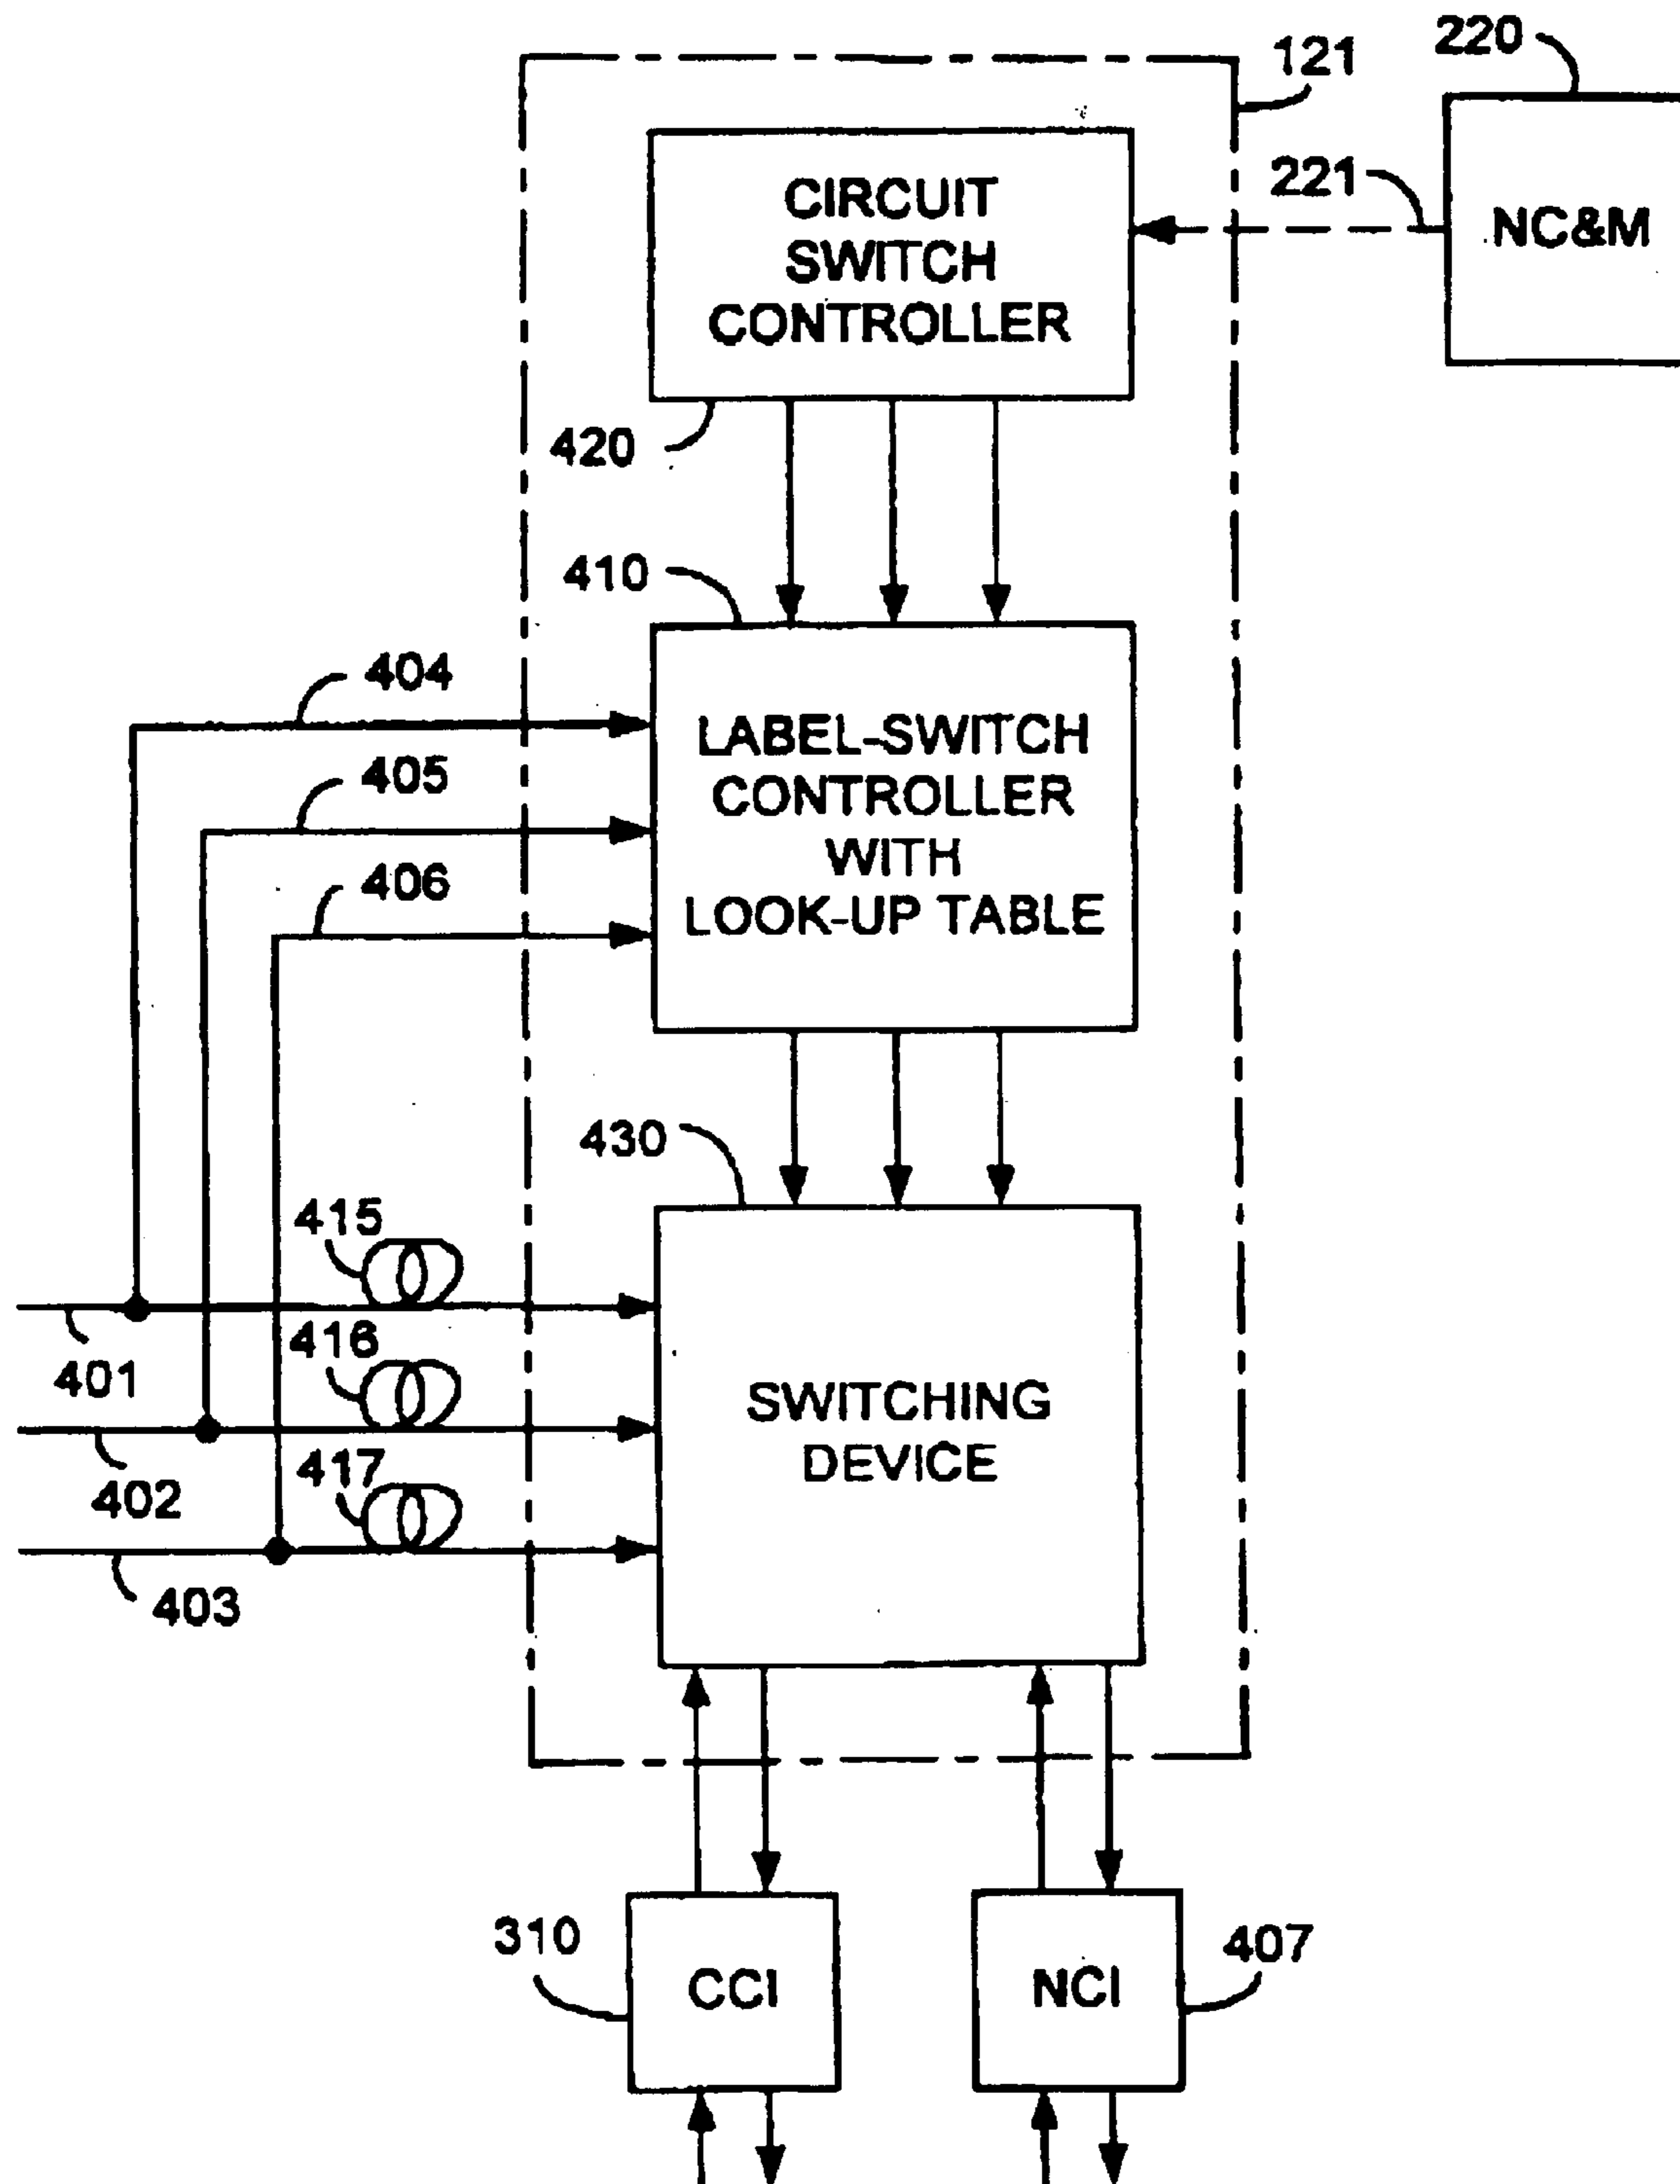 220
121
221
NC&M
CIRCUIT
SWITCH
CONTROLLER
420
410
404
LABEL-SWITCH
CONTROLLER
WITH
LOOK-UP TABLE
405
406
430
415
401
416
SWITCHING
DEVICE
402
417
403
310
CCI
NCI
407